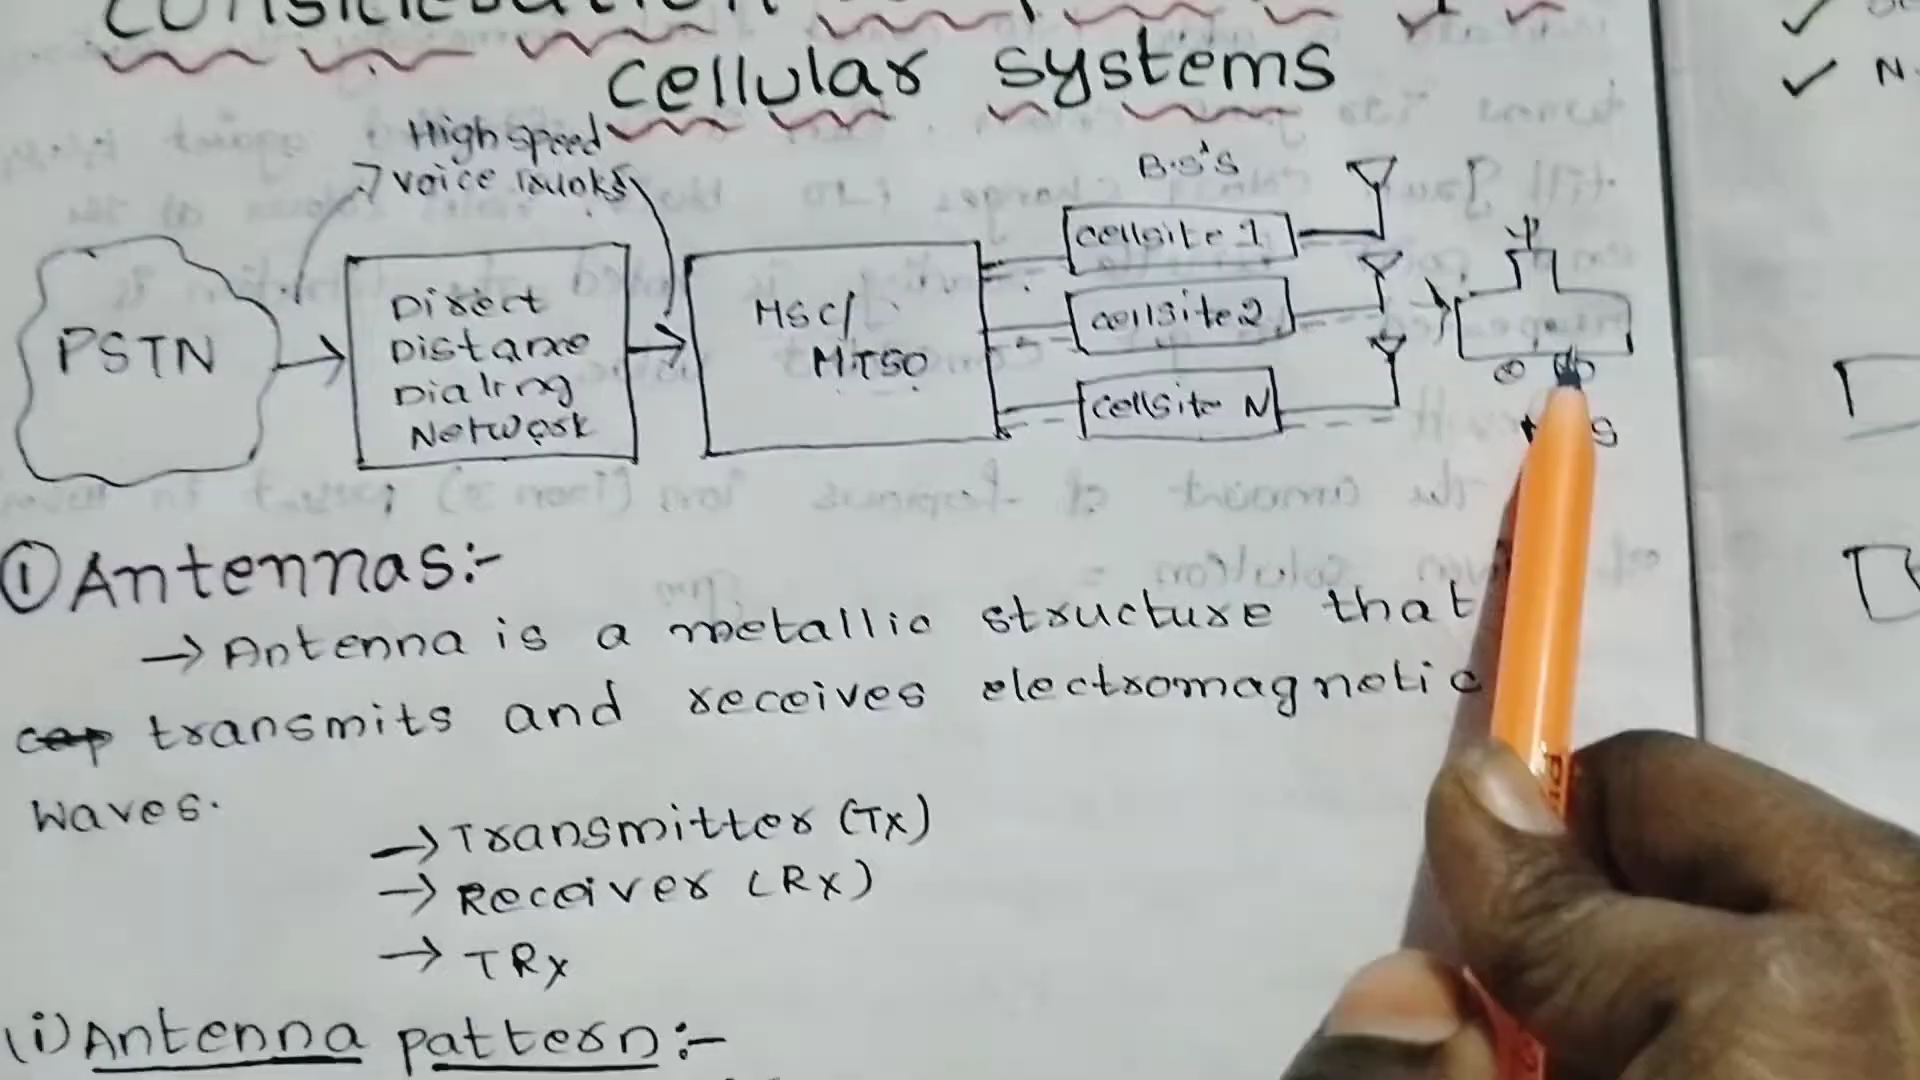 cellular systems
High speed
voice trunks
B.S's
PSTN
Direct
Distance
Dialing
Network
MSC/
MTSO
cellsite 1
cellsite 2
cellsite N
① Antennas:-
→ Antenna is a metallic structure that
cap transmits and receives electromagnetic
waves.
→ Transmitter (Tx)
→ Receiver (Rx)
→ TRx
(i) Antenna pattern:-